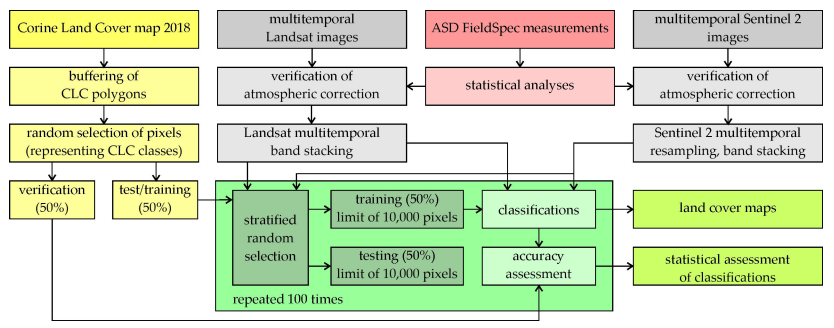 Corine Land Cover map 2018
multitemporal
Landsat images
ASD FieldSpec measurements
multitemporal Sentinel 2
images
buffering of
CLC polygons
verification of
atmospheric correction
statistical analyses
verification of
atmospheric correction
random selection of pixels
(representing CLC classes)
Landsat multitemporal
band stacking
Sentinel 2 multitemporal
resampling, band stacking
verification
(50%)
test/training
(50%)
stratified
random
selection
training (50%)
limit of 10,000 pixels
classifications
land cover maps
testing (50%)
limit of 10,000 pixels
accuracy
assessment
statistical assessment
of classifications
repeated 100 times